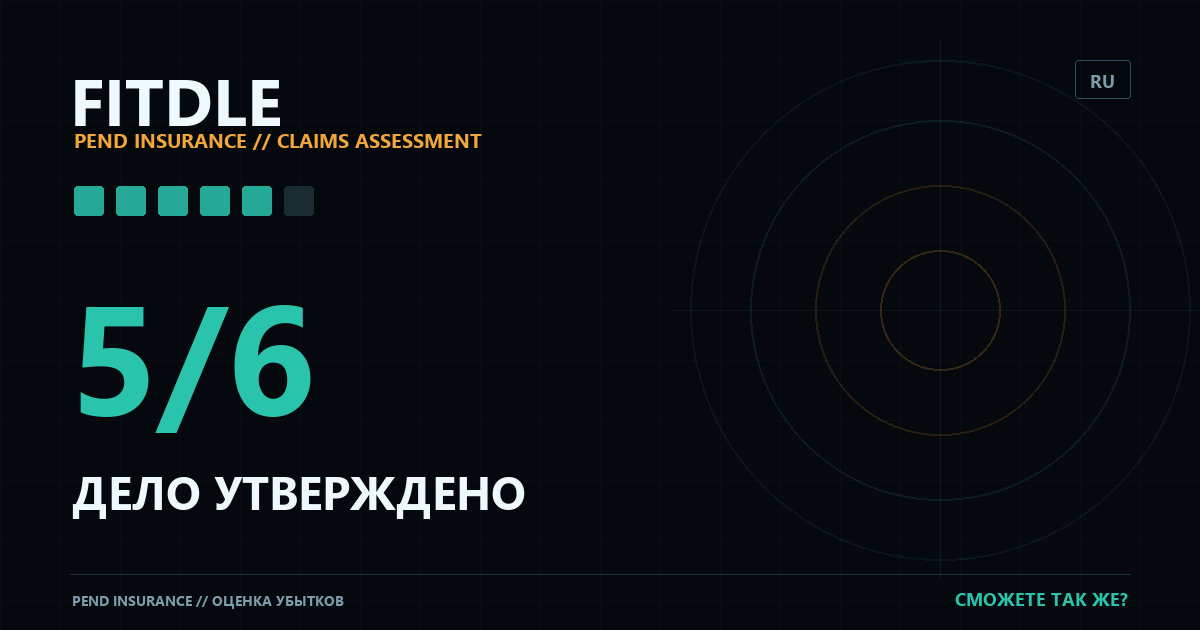 FITDLE
RU
PEND INSURANCE // CLAIMS ASSESSMENT
5/6
ДЕЛО УТВЕРЖДЕНО
PEND INSURANCE // ОЦЕНКА УБЫТКОВ
СМОЖЕТЕ ТАК ЖЕ?